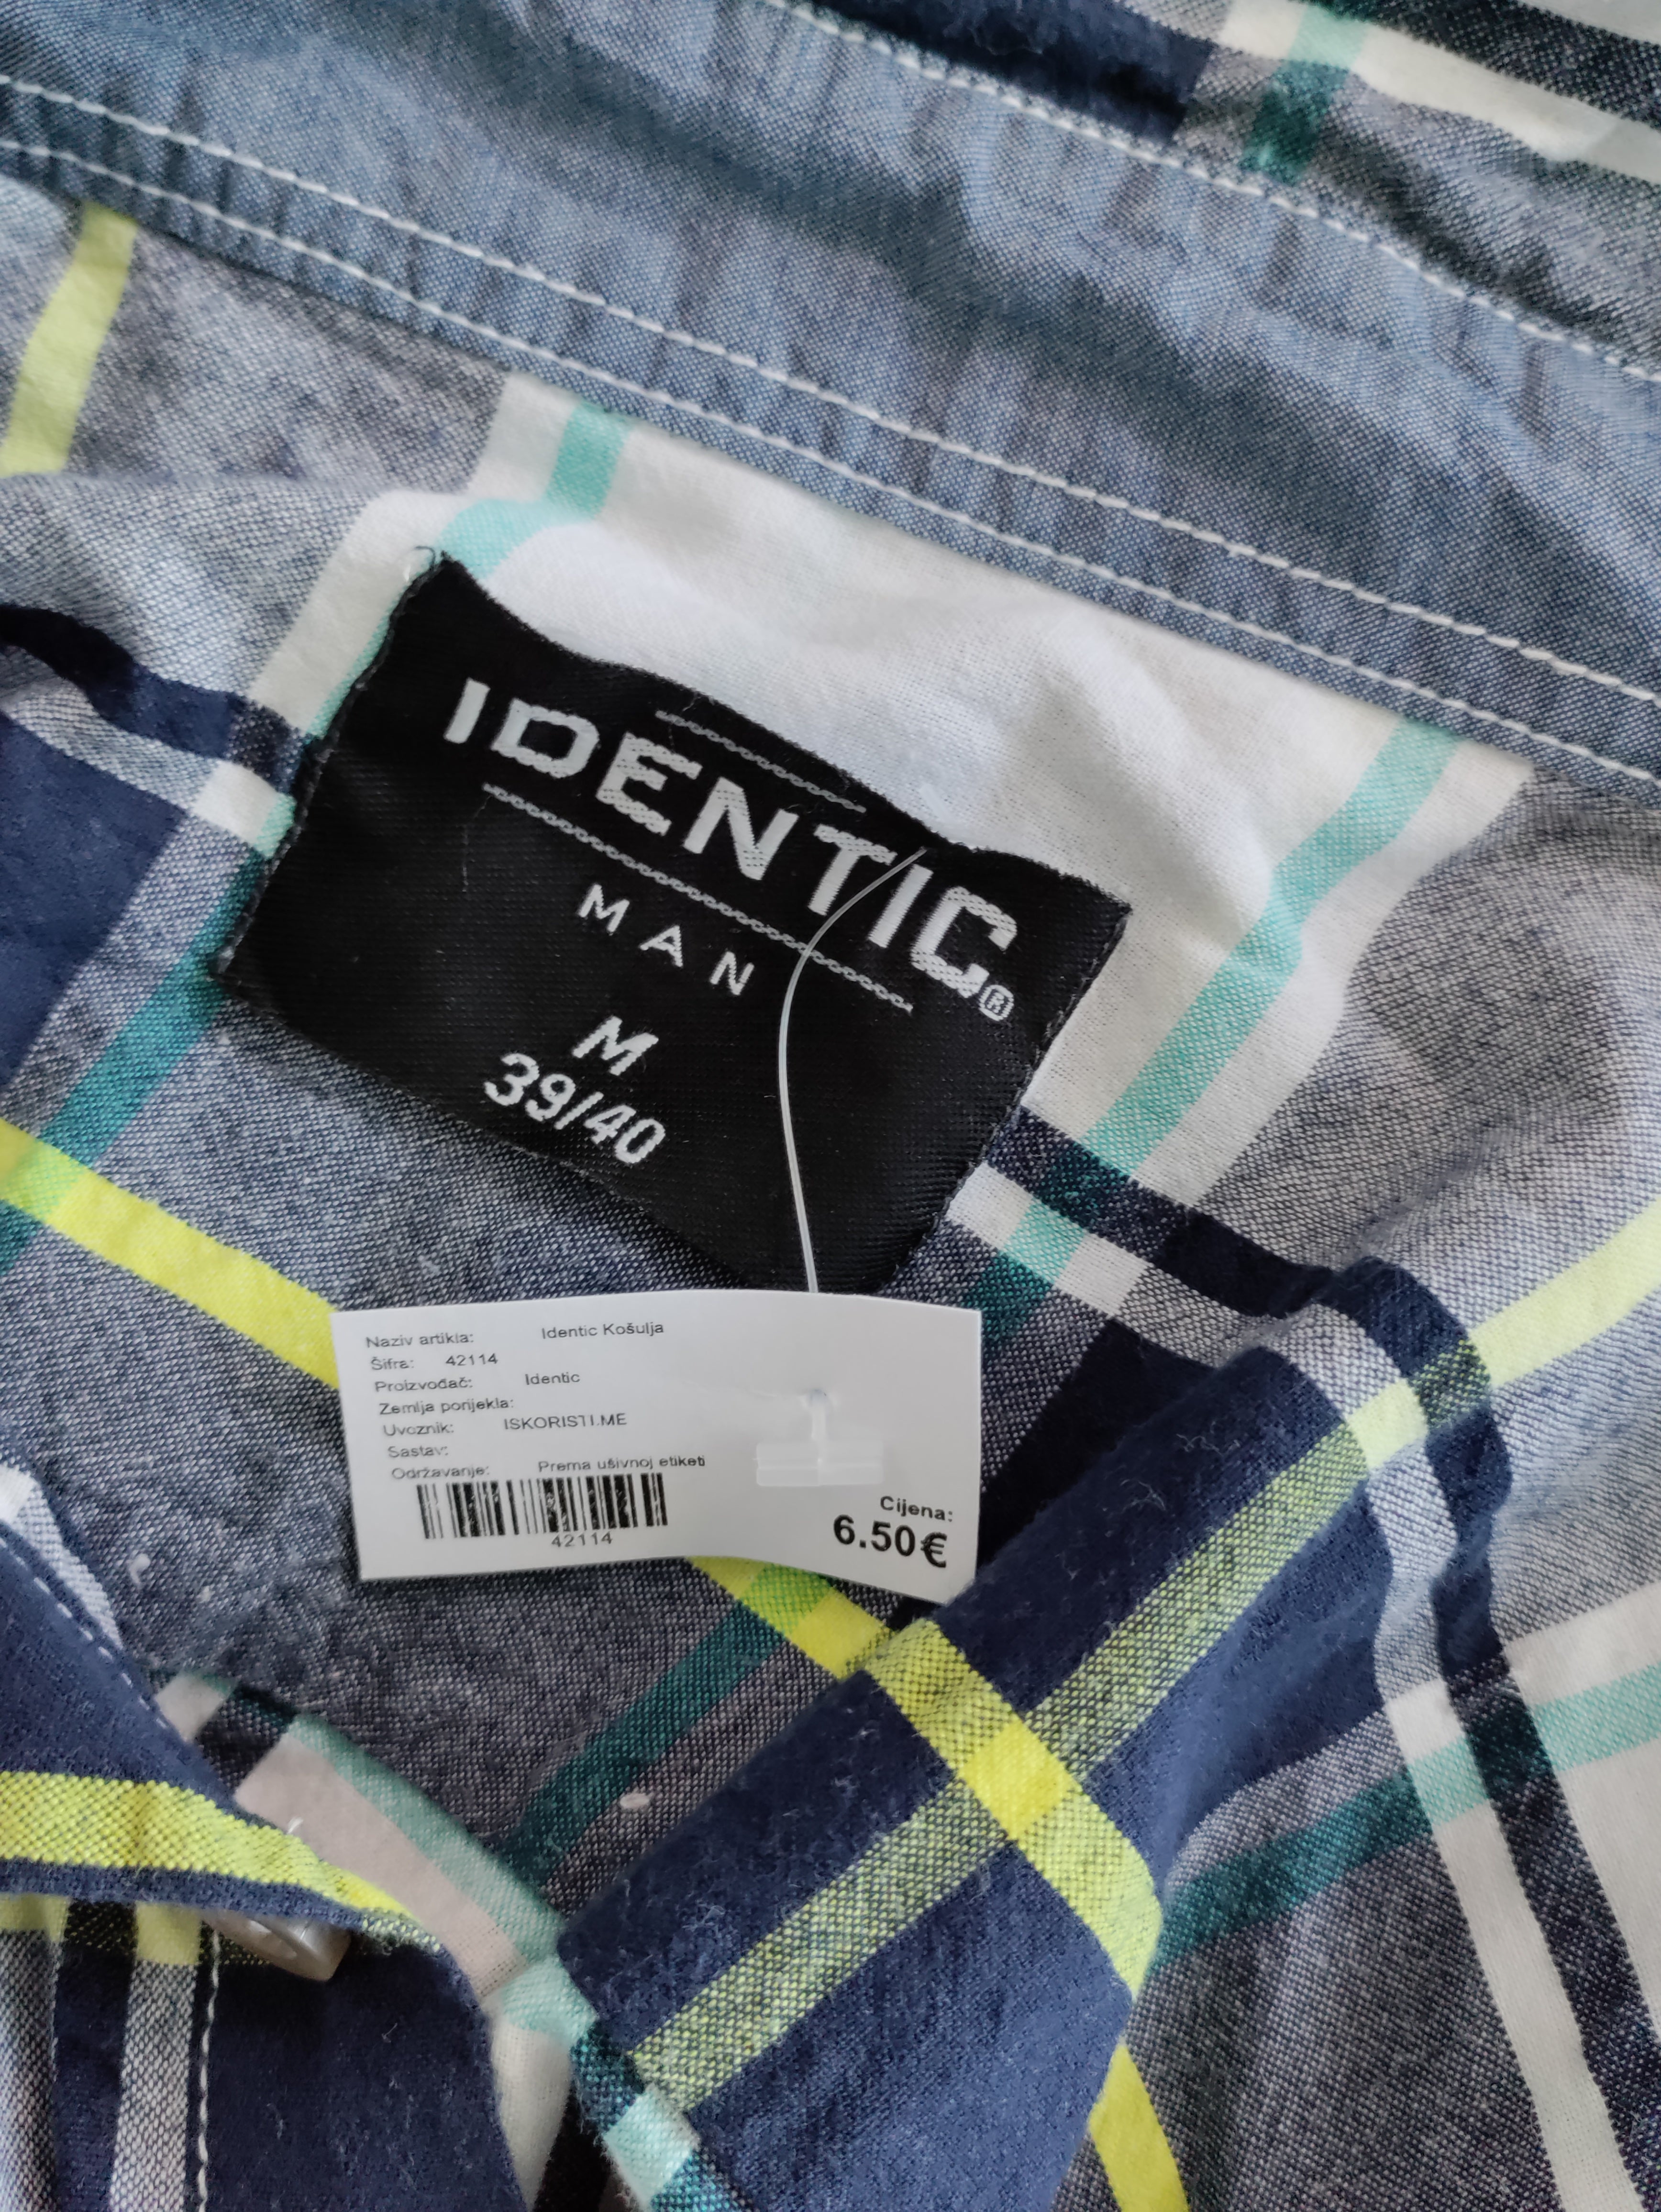 IDENTIC®
MAN
M
39/40
Naziv artikla: Identic Košulja
Šifra: 42114
Proizvođač: Identic
Zemlja porijekla:
Uvoznik: ISKORISTI.ME
Sastav:
Održavanje: Prema ušivnoj etiketi
42114
Cijena:
6.50€